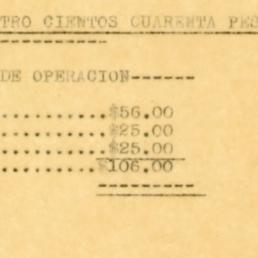 TRO CIENTOS CUARENTA PES
DE OPERACION------
..........$56.00
..........$25.00
..........$25.00
.........$106.00